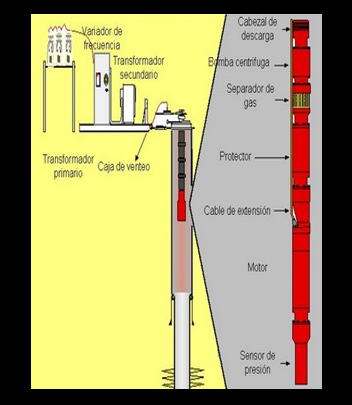 Variador de
frecuencia
Transformador
secundario
Transformador
primario
Caja de venteo
Cabezal de
descarga
Bomba centrifuga
Separador de
gas
Protector
Cable de extensión
Motor
Sensor de
presión